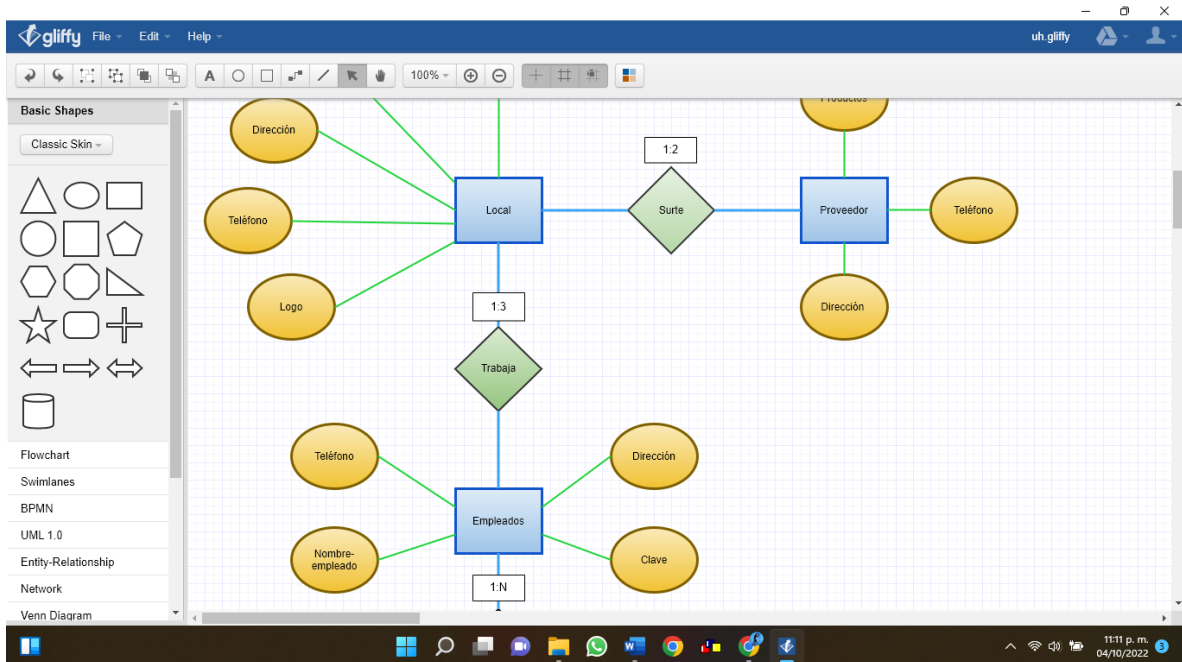 gliffy File Edit Help uh.gliffy
A 100%
Basic Shapes
Classic Skin
Flowchart
Swimlanes
BPMN
UML 1.0
Entity-Relationship
Network
Venn Diagram
Productos
Dirección
1:2
Teléfono
Local
Surte
Proveedor
Teléfono
Logo
1:3
Dirección
Trabaja
Teléfono
Dirección
Empleados
Nombre-
empleado
Clave
1:N
11:11 p. m.
04/10/2022
3